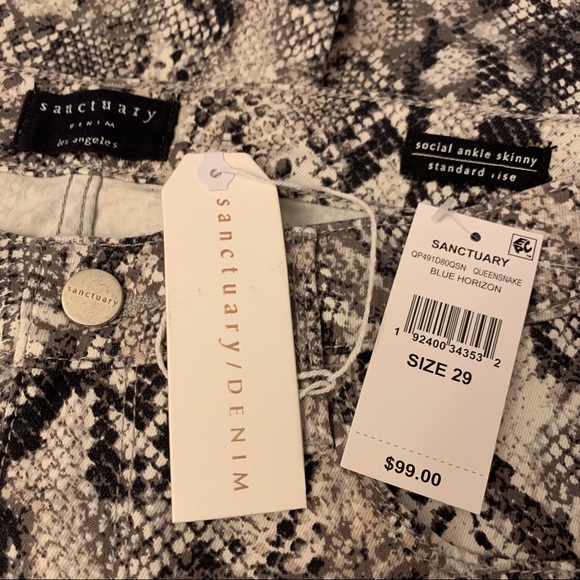 sanctuary
DENIM
los angeles
social ankle skinny
standard rise
sanctuary
sanctuary/DENIM
SANCTUARY
QP491D80QSN QUEENSNAKE
BLUE HORIZON
1 92400 34353 2
SIZE 29
$99.00